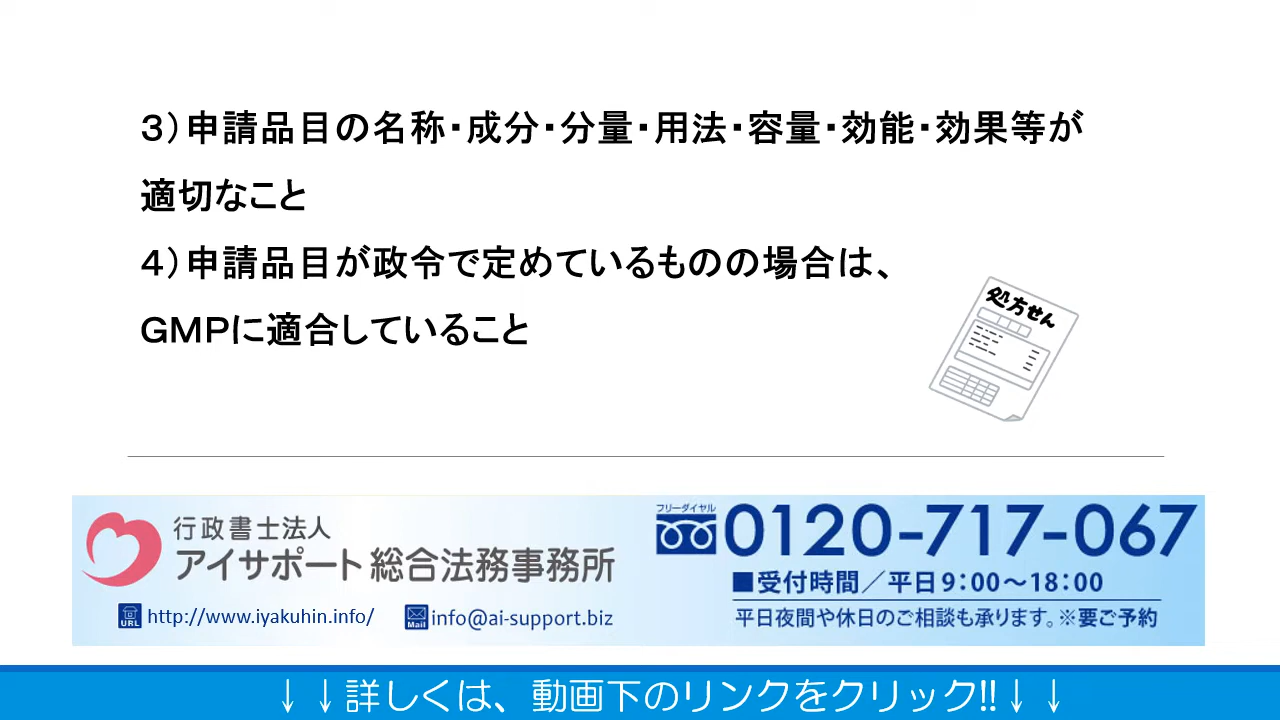 ３）申請品目の名称・成分・分量・用法・容量・効能・効果等が
適切なこと
４）申請品目が政令で定めているものの場合は、
GMPに適合していること
処方せん
行政書士法人
アイサポート総合法務事務所
URL http://www.iyakuhin.info/
Mail info@ai-support.biz
フリーダイヤル
0120-717-067
■受付時間／平日9：00～18：00
平日夜間や休日のご相談も承ります。※要ご予約
↓↓詳しくは、動画下のリンクをクリック!!↓↓